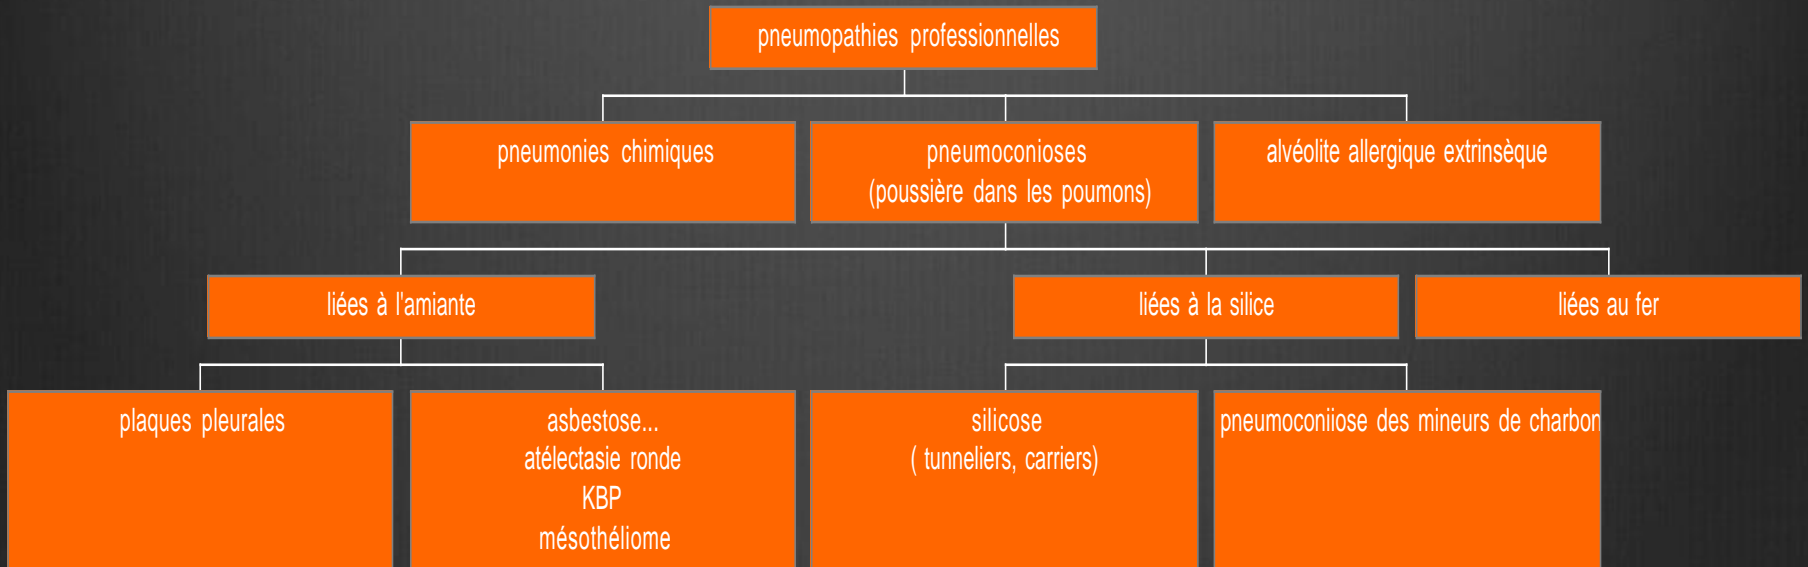 pneumopathies professionnelles
pneumonies chimiques
pneumoconioses
(poussière dans les poumons)
alvéolite allergique extrinsèque
liées à l'amiante
liées à la silice
liées au fer
plaques pleurales
asbestose...
atélectasie ronde
KBP
mésothéliome
silicose
( tunneliers, carriers)
pneumoconiiose des mineurs de charbon